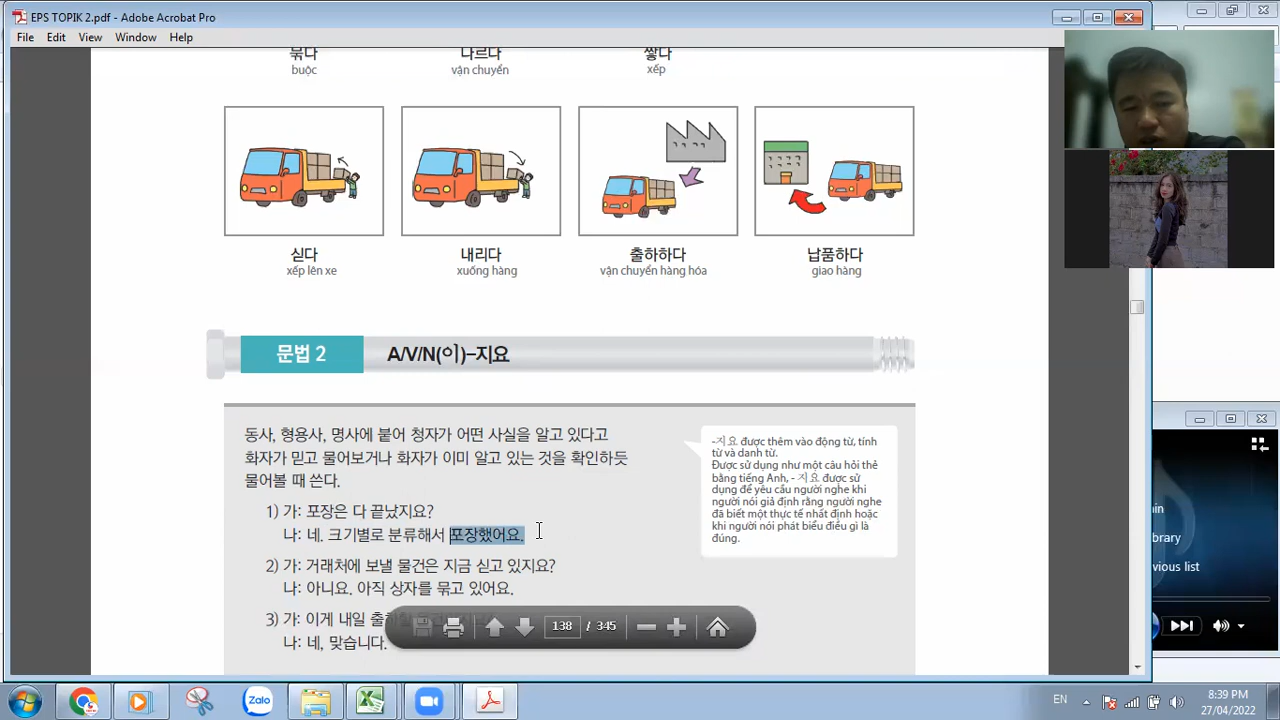 EPS TOPIK 2.pdf - Adobe Acrobat Pro
File Edit View Window Help
묶다 나르다 쌓다
buộc vận chuyển xếp
싣다 내리다 출하하다 납품하다
xếp lên xe xuống hàng vận chuyển hàng hóa giao hàng
문법 2 A/V/N(이)-지요
동사, 형용사, 명사에 붙어 청자가 어떤 사실을 알고 있다고
화자가 믿고 물어보거나 화자가 이미 알고 있는 것을 확인하듯
물어볼 때 쓴다.
-지요 được thêm vào động từ, tính
từ và danh từ.
Được sử dụng như một câu hỏi thẻ
bằng tiếng Anh, - 지요 được sử
dụng để yêu cầu người nghe khi
người nói giả định rằng người nghe
đã biết một thực tế nhất định hoặc
khi người nói phát biểu điều gì là
đúng.
1) 가: 포장은 다 끝났지요?
나: 네. 크기별로 분류해서 포장했어요.
2) 가: 거래처에 보낼 물건은 지금 싣고 있지요?
나: 아니요. 아직 상자를 묶고 있어요.
3) 가: 이게 내일
나: 네, 맞습니다.
138 / 345
ibrary
evious list
Zalo
EN
8:39 PM
27/04/2022